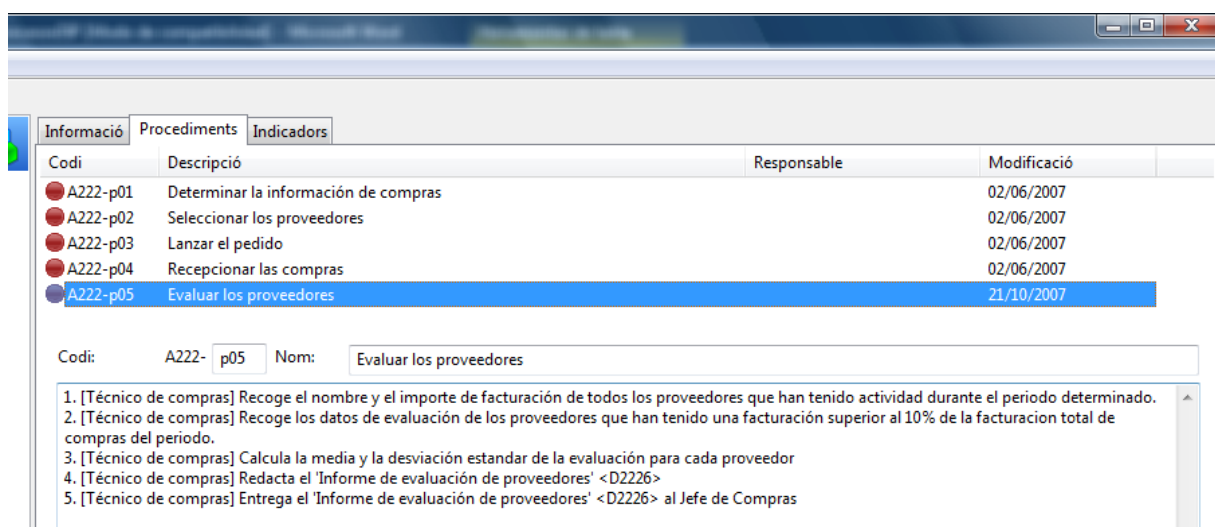 Informació Procediments Indicadors
Codi Descripció Responsable Modificació
A222-p01 Determinar la información de compras 02/06/2007
A222-p02 Seleccionar los proveedores 02/06/2007
A222-p03 Lanzar el pedido 02/06/2007
A222-p04 Recepcionar las compras 02/06/2007
A222-p05 Evaluar los proveedores 21/10/2007
Codi: A222- p05 Nom: Evaluar los proveedores
1. [Técnico de compras] Recoge el nombre y el importe de facturación de todos los proveedores que han tenido actividad durante el periodo determinado.
2. [Técnico de compras] Recoge los datos de evaluación de los proveedores que han tenido una facturación superior al 10% de la facturacion total de
compras del periodo.
3. [Técnico de compras] Calcula la media y la desviación estandar de la evaluación para cada proveedor
4. [Técnico de compras] Redacta el 'Informe de evaluación de proveedores' <D2226>
5. [Técnico de compras] Entrega el 'Informe de evaluación de proveedores' <D2226> al Jefe de Compras